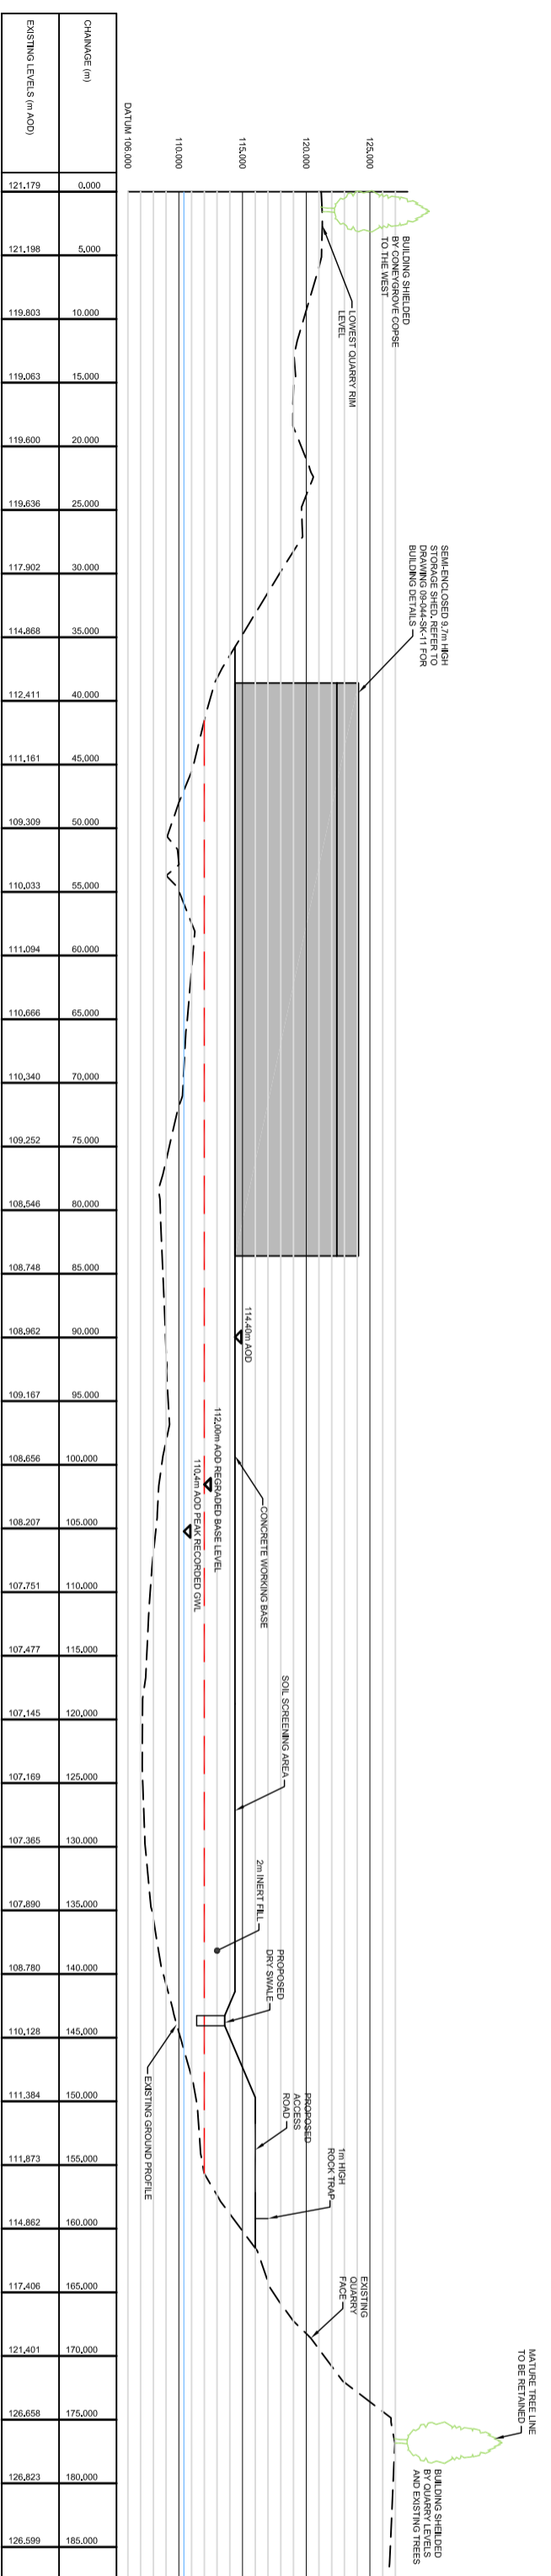 MATURE TREE LINE
TO BE RETAINED
BUILDING SHIELDED
BY CONEYGROVE COPSE
TO THE WEST
LOWEST QUARRY RIM
LEVEL
SEMI-ENCLOSED 9.7m HIGH
STORAGE SHED. REFER TO
DRAWING 09-044-SK-11 FOR
BUILDING DETAILS
114.40m AOD
CONCRETE WORKING BASE
112.00m AOD REGRADED BASE LEVEL
110.4m AOD PEAK RECORDED GWL
SOIL SCREENING AREA
2m INERT FILL
PROPOSED
DRY SWALE
EXISTING GROUND PROFILE
PROPOSED
ACCESS
ROAD
1m HIGH
ROCK TRAP
EXISTING
QUARRY
FACE
BUILDING SHEILDED
BY QUARRY LEVELS
AND EXISTING TREES
125.000
120.000
115.000
110.000
DATUM 106.000
CHAINAGE (m)
0.000
5.000
10.000
15.000
20.000
25.000
30.000
35.000
40.000
45.000
50.000
55.000
60.000
65.000
70.000
75.000
80.000
85.000
90.000
95.000
100.000
105.000
110.000
115.000
120.000
125.000
130.000
135.000
140.000
145.000
150.000
155.000
160.000
165.000
170.000
175.000
180.000
185.000
EXISTING LEVELS (m AOD)
121.179
121.198
119.803
119.063
119.600
119.636
117.902
114.868
112.411
111.161
109.309
110.033
111.094
110.666
110.340
109.252
108.546
108.748
108.962
109.167
108.656
108.207
107.751
107.477
107.145
107.169
107.365
107.890
108.780
110.128
111.384
111.873
114.862
117.406
121.401
126.658
126.823
126.599